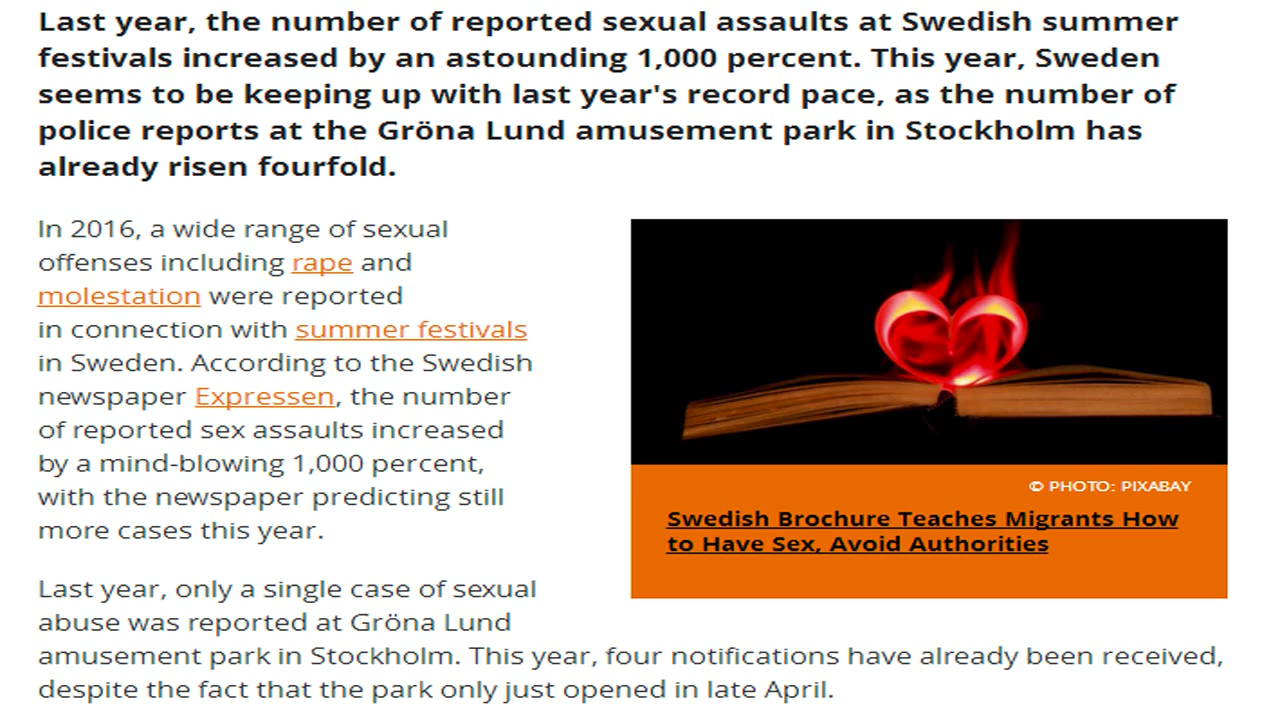 Last year, the number of reported sexual assaults at Swedish summer
festivals increased by an astounding 1,000 percent. This year, Sweden
seems to be keeping up with last year's record pace, as the number of
police reports at the Gröna Lund amusement park in Stockholm has
already risen fourfold.
In 2016, a wide range of sexual
offenses including rape and
molestation were reported
in connection with summer festivals
in Sweden. According to the Swedish
newspaper Expressen, the number
of reported sex assaults increased
by a mind-blowing 1,000 percent,
with the newspaper predicting still
more cases this year.
© PHOTO: PIXABAY
Swedish Brochure Teaches Migrants How
to Have Sex, Avoid Authorities
Last year, only a single case of sexual
abuse was reported at Gröna Lund
amusement park in Stockholm. This year, four notifications have already been received,
despite the fact that the park only just opened in late April.